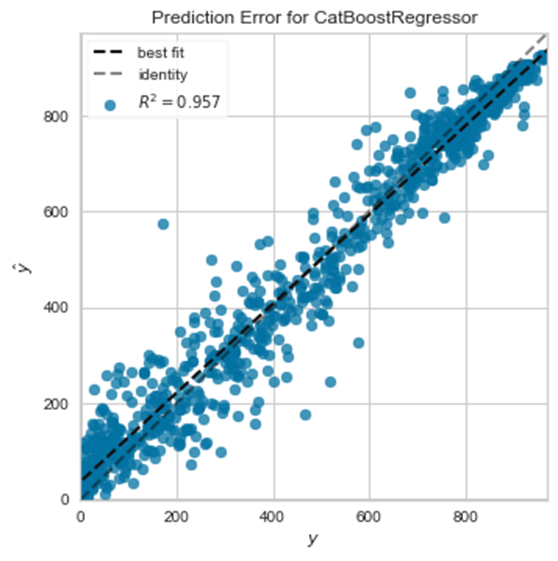 Prediction Error for CatBoostRegressor
best fit
identity
R² = 0.957
800
600
400
200
0
ŷ
0 200 400 600 800
y